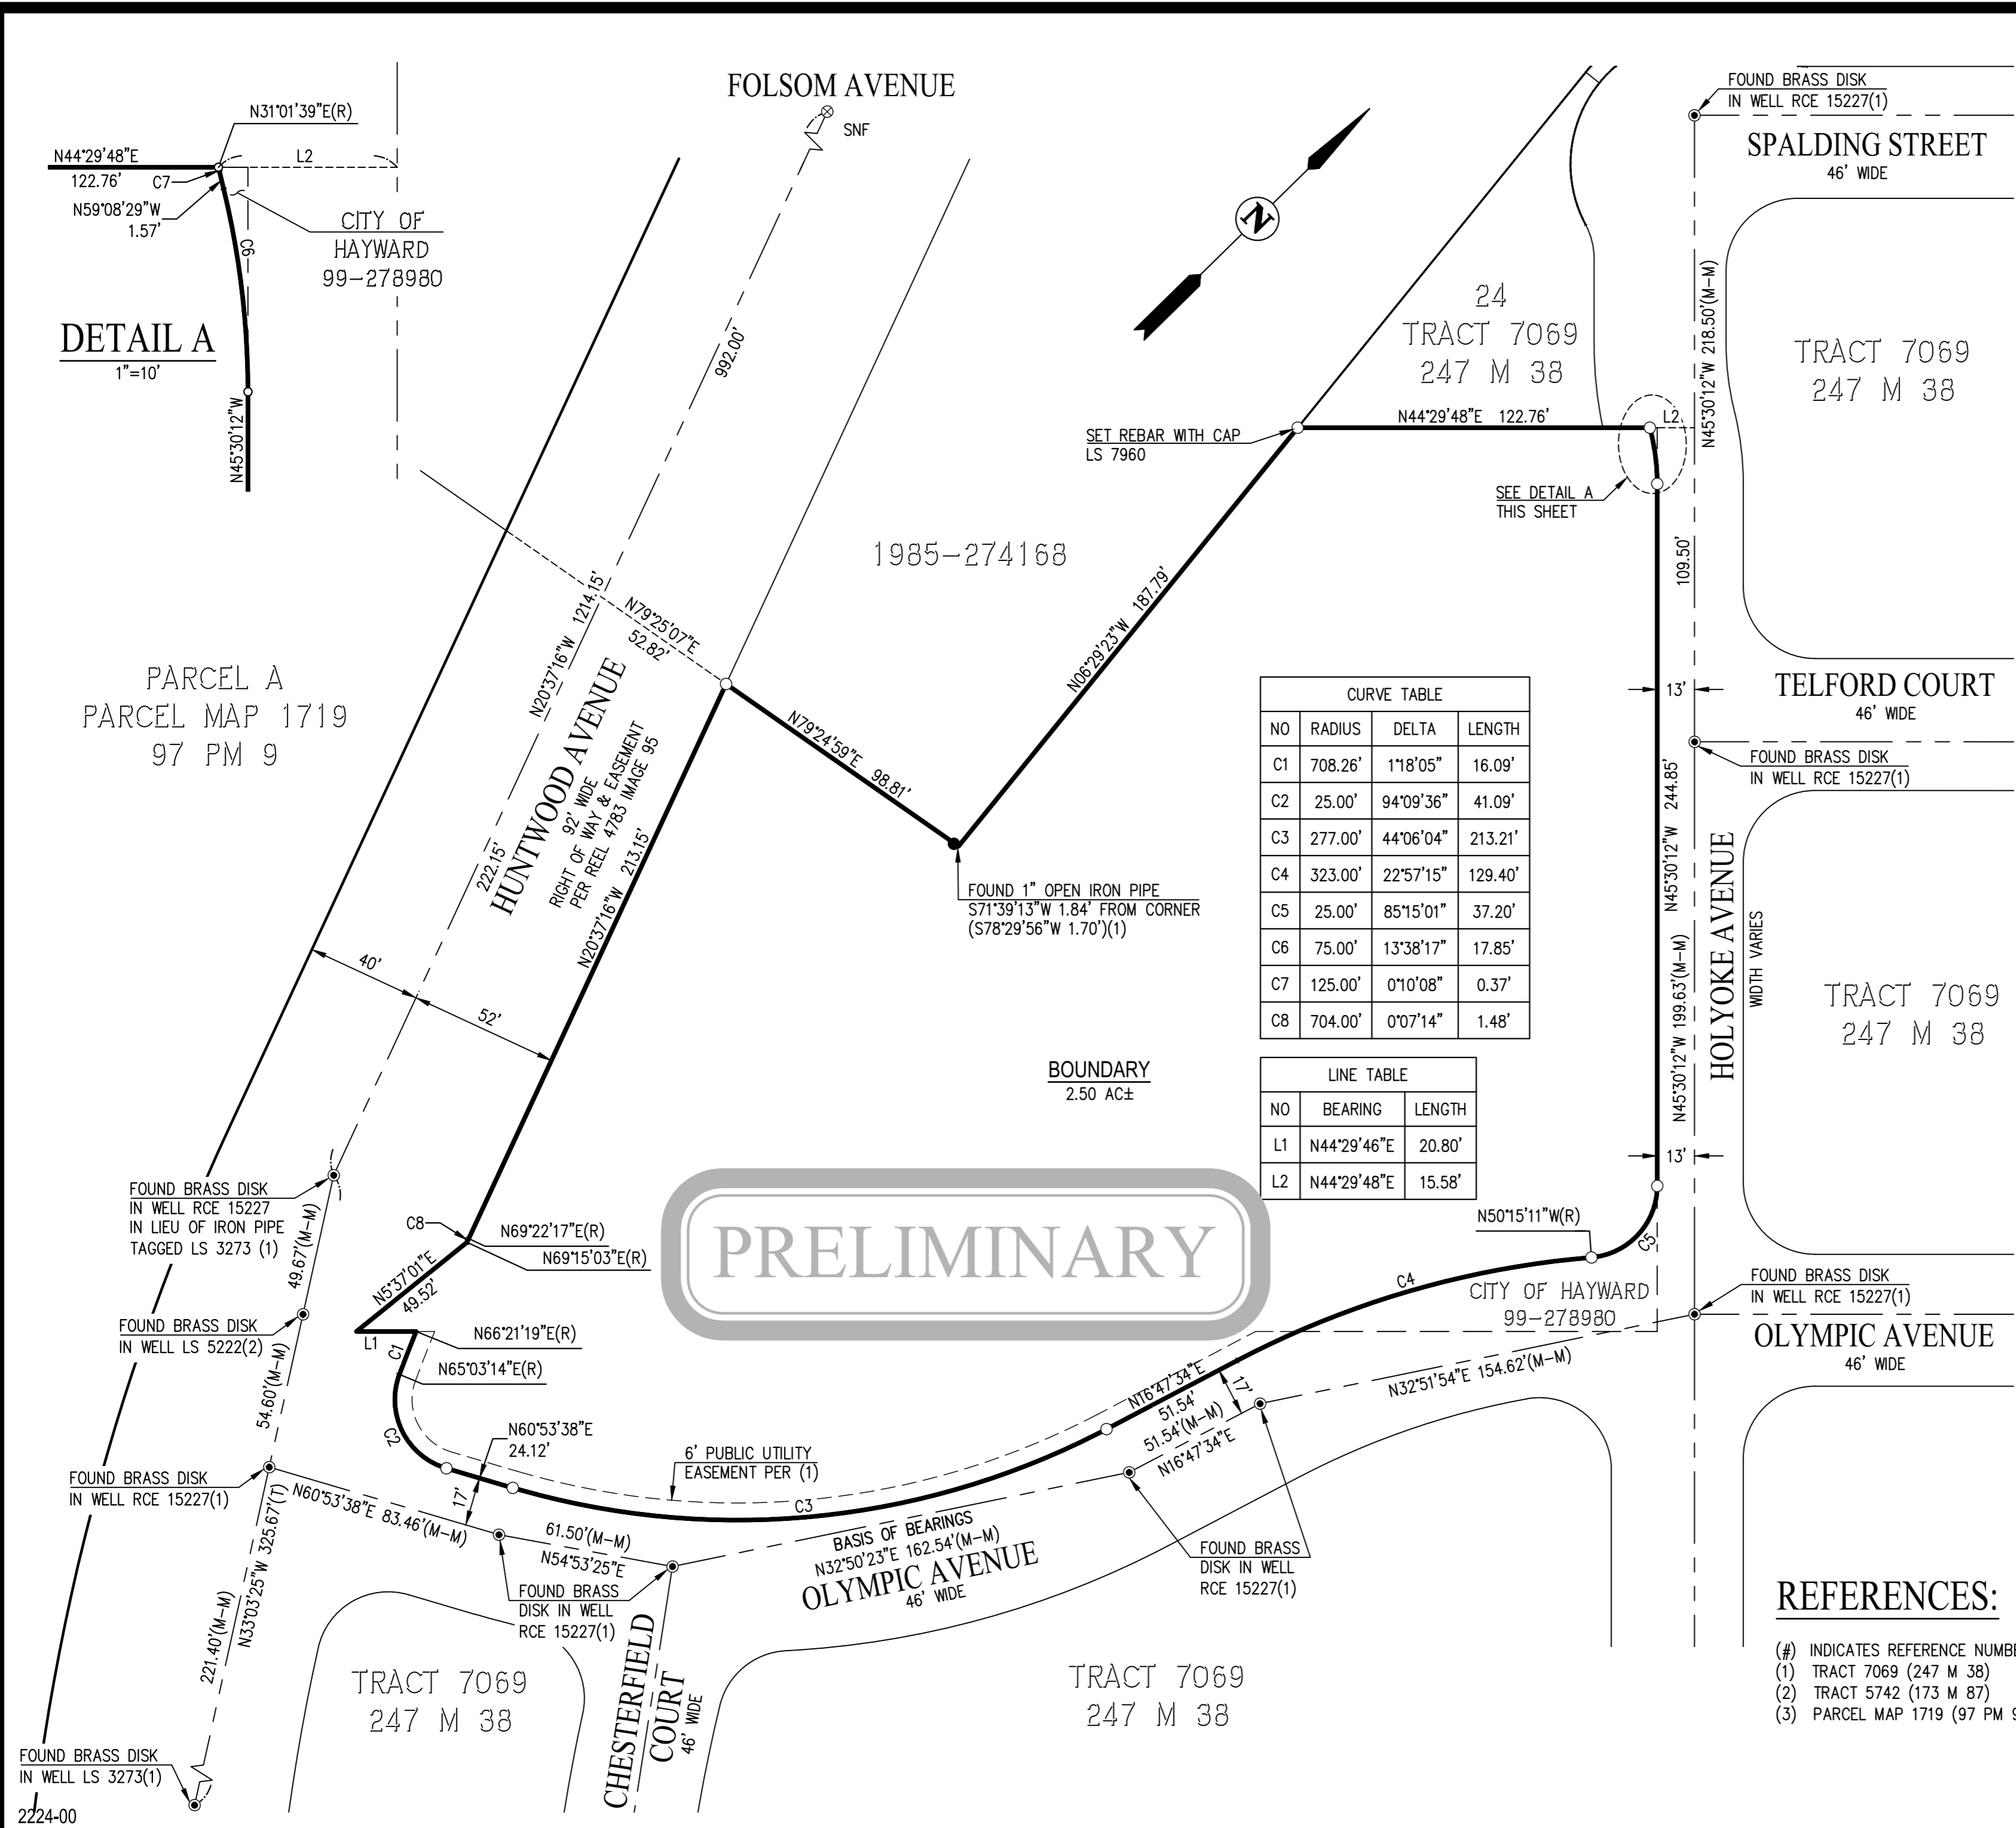 FOLSOM AVENUE
SNF
N31°01'39"E(R)
N44°29'48"E
L2
122.76'
C7
N59°08'29"W
1.57'
C6
CITY OF
HAYWARD
99-278980
DETAIL A
1"=10'
N45°30'12"W
FOUND BRASS DISK
IN WELL RCE 15227(1)
SPALDING STREET
46' WIDE
N45°30'12"W 218.50'(M-M)
24
TRACT 7069
247 M 38
TRACT 7069
247 M 38
N44°29'48"E 122.76'
L2
SET REBAR WITH CAP
LS 7960
SEE DETAIL A
THIS SHEET
992.00'
1985-274168
N20°37'16"W 1214.15'
N79°25'07"E
52.82'
N06°29'23"W 187.79'
109.50'
PARCEL A
PARCEL MAP 1719
97 PM 9
222.15'
HUNTWOOD AVENUE
92' WIDE
RIGHT OF WAY & EASEMENT
PER REEL 4783 IMAGE 95
N20°37'16"W 213.15'
N79°24'59"E 98.81'
FOUND 1" OPEN IRON PIPE
S71°39'13"W 1.84' FROM CORNER
(S78°29'56"W 1.70')(1)
CURVE TABLE
NO RADIUS DELTA LENGTH
C1 708.26' 1°18'05" 16.09'
C2 25.00' 94°09'36" 41.09'
C3 277.00' 44°06'04" 213.21'
C4 323.00' 22°57'15" 129.40'
C5 25.00' 85°15'01" 37.20'
C6 75.00' 13°38'17" 17.85'
C7 125.00' 0°10'08" 0.37'
C8 704.00' 0°07'14" 1.48'
LINE TABLE
NO BEARING LENGTH
L1 N44°29'46"E 20.80'
L2 N44°29'48"E 15.58'
13'
TELFORD COURT
46' WIDE
FOUND BRASS DISK
IN WELL RCE 15227(1)
N45°30'12"W 244.85'
N45°30'12"W 199.63'(M-M)
HOLYOKE AVENUE
WIDTH VARIES
TRACT 7069
247 M 38
13'
40'
52'
BOUNDARY
2.50 AC±
PRELIMINARY
FOUND BRASS DISK
IN WELL RCE 15227
IN LIEU OF IRON PIPE
TAGGED LS 3273 (1)
49.67'(M-M)
C8
N69°22'17"E(R)
N69°15'03"E(R)
N5°37'01"E
49.52'
FOUND BRASS DISK
IN WELL LS 5222(2)
L1
N66°21'19"E(R)
C1
N65°03'14"E(R)
54.60'(M-M)
C2
N60°53'38"E
24.12'
FOUND BRASS DISK
IN WELL RCE 15227(1)
N60°53'38"E 83.46'(M-M)
17'
6' PUBLIC UTILITY
EASEMENT PER (1)
C3
N50°15'11"W(R)
C5
C4
CITY OF HAYWARD
99-278980
FOUND BRASS DISK
IN WELL RCE 15227(1)
OLYMPIC AVENUE
46' WIDE
N16°47'34"E
51.54'
17'
51.54'(M-M)
N16°47'34"E
N32°51'54"E 154.62'(M-M)
61.50'(M-M)
N54°53'25"E
BASIS OF BEARINGS
N32°50'23"E 162.54'(M-M)
OLYMPIC AVENUE
46' WIDE
FOUND BRASS
DISK IN WELL
RCE 15227(1)
FOUND BRASS
DISK IN WELL
RCE 15227(1)
221.40'(M-M)
N33°03'25"W 325.67'(1)
TRACT 7069
247 M 38
CHESTERFIELD
COURT
46' WIDE
TRACT 7069
247 M 38
FOUND BRASS DISK
IN WELL LS 3273(1)
2224-00
REFERENCES:
(#) INDICATES REFERENCE NUMBE
(1) TRACT 7069 (247 M 38)
(2) TRACT 5742 (173 M 87)
(3) PARCEL MAP 1719 (97 PM 9